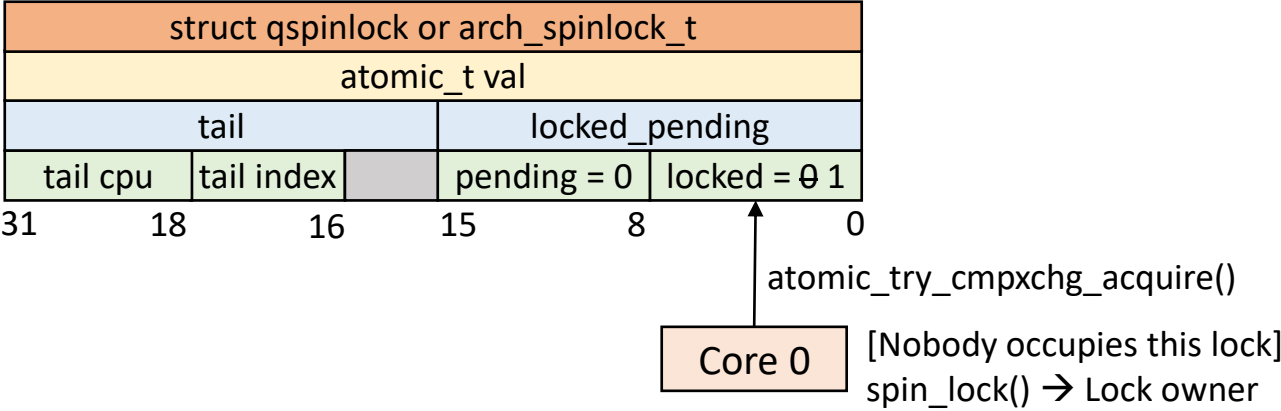 struct qspinlock or arch_spinlock_t
atomic_t val
tail locked_pending
tail cpu tail index pending = 0 locked = 0 1
31 18 16 15 8 0
atomic_try_cmpxchg_acquire()
Core 0
[Nobody occupies this lock]
spin_lock() → Lock owner